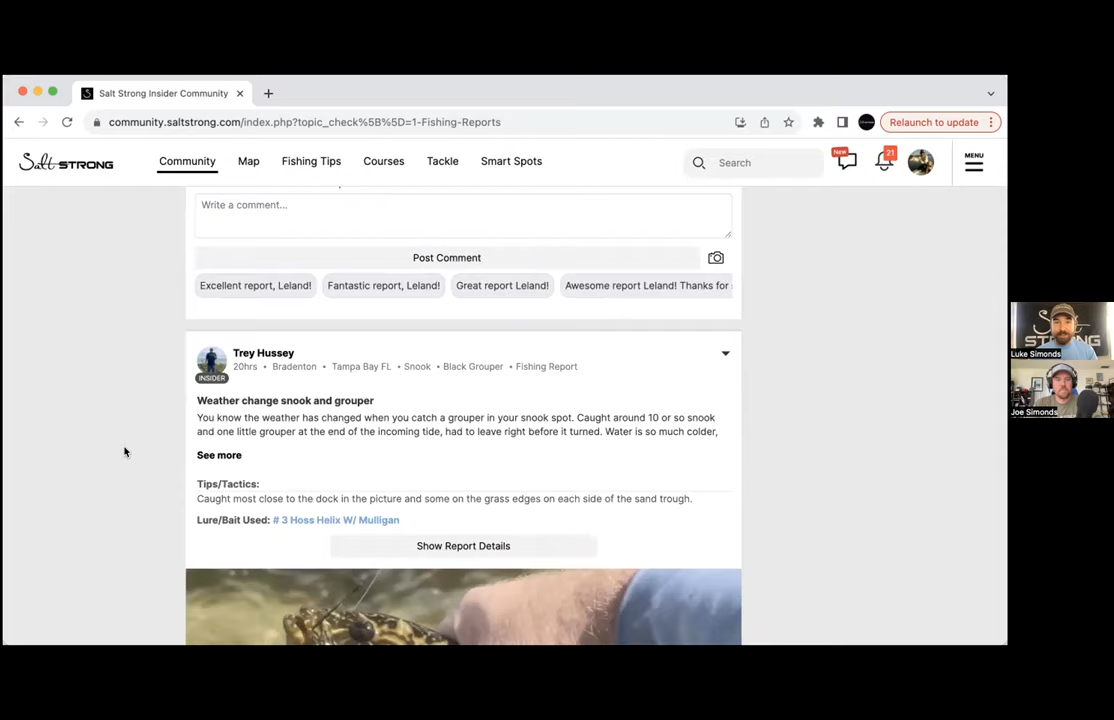 Salt Strong Insider Community
community.saltstrong.com/index.php?topic_check%5B%5D=1-Fishing-Reports
Relaunch to update
Salt STRONG
Community
Map
Fishing Tips
Courses
Tackle
Smart Spots
Search
New
21
MENU
Write a comment...
Post Comment
Excellent report, Leland!
Fantastic report, Leland!
Great report Leland!
Awesome report Leland! Thanks for
Trey Hussey
INSIDER
20hrs • Bradenton • Tampa Bay FL • Snook • Black Grouper • Fishing Report
Weather change snook and grouper
You know the weather has changed when you catch a grouper in your snook spot. Caught around 10 or so snook
and one little grouper at the end of the incoming tide, had to leave right before it turned. Water is so much colder,
See more
Tips/Tactics:
Caught most close to the dock in the picture and some on the grass edges on each side of the sand trough.
Lure/Bait Used: # 3 Hoss Helix W/ Mulligan
Show Report Details
Luke Simonds
Joe Simonds